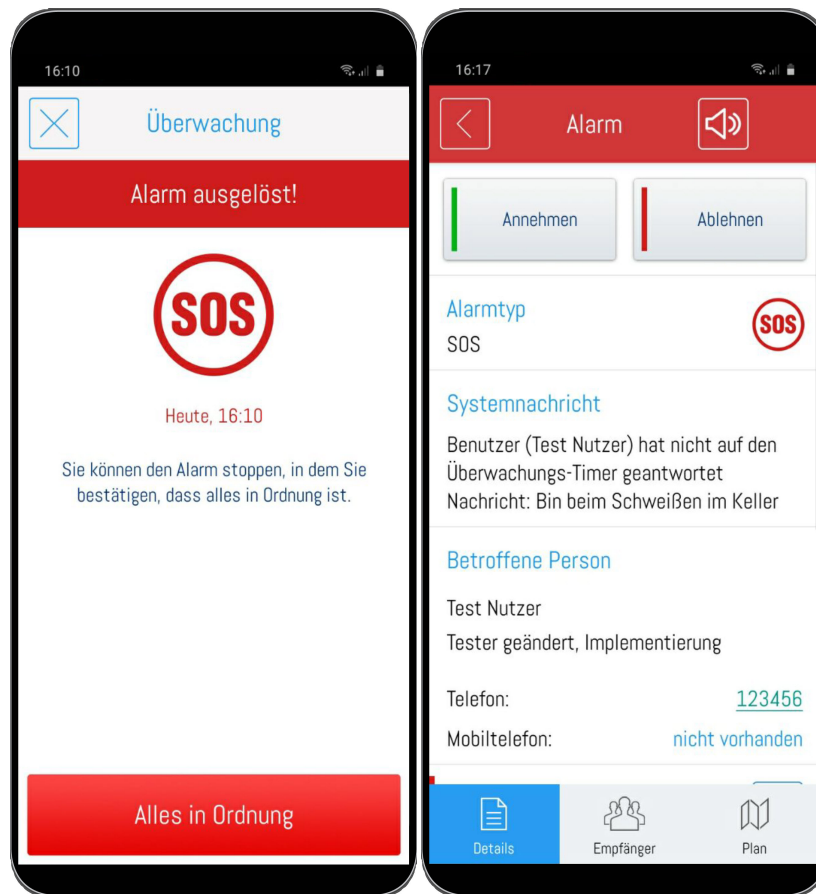 16:10
Überwachung
Alarm ausgelöst!
SOS
Heute, 16:10
Sie können den Alarm stoppen, in dem Sie
bestätigen, dass alles in Ordnung ist.
Alles in Ordnung
16:17
Alarm
Annehmen
Ablehnen
Alarmtyp
SOS
SOS
Systemnachricht
Benutzer (Test Nutzer) hat nicht auf den
Überwachungs-Timer geantwortet
Nachricht: Bin beim Schweißen im Keller
Betroffene Person
Test Nutzer
Tester geändert, Implementierung
Telefon: 123456
Mobiltelefon: nicht vorhanden
Details
Empfänger
Plan